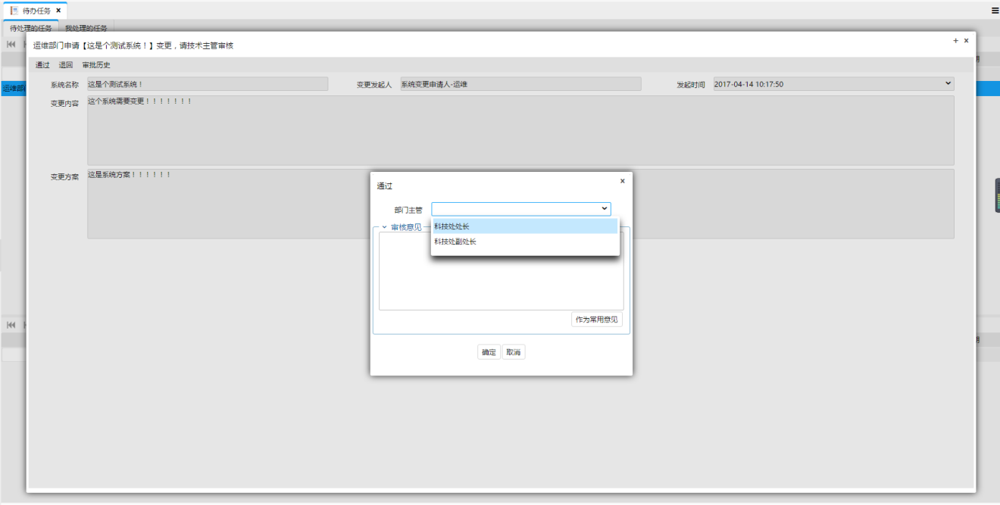 待办任务 ×
待处理的任务 我处理的任务
运维部门申请【这是个测试系统！】变更，请技术主管审核
通过 退回 审批历史
系统名称 这是个测试系统！ 变更发起人 系统变更申请人-运维 发起时间 2017-04-14 10:17:50
变更内容 这个系统需要变更！！！！！！！
变更方案 这是系统方案！！！！！！
通过
部门主管
审核意见
科技处处长
科技处副处长
作为常用意见
确定 取消
运维部